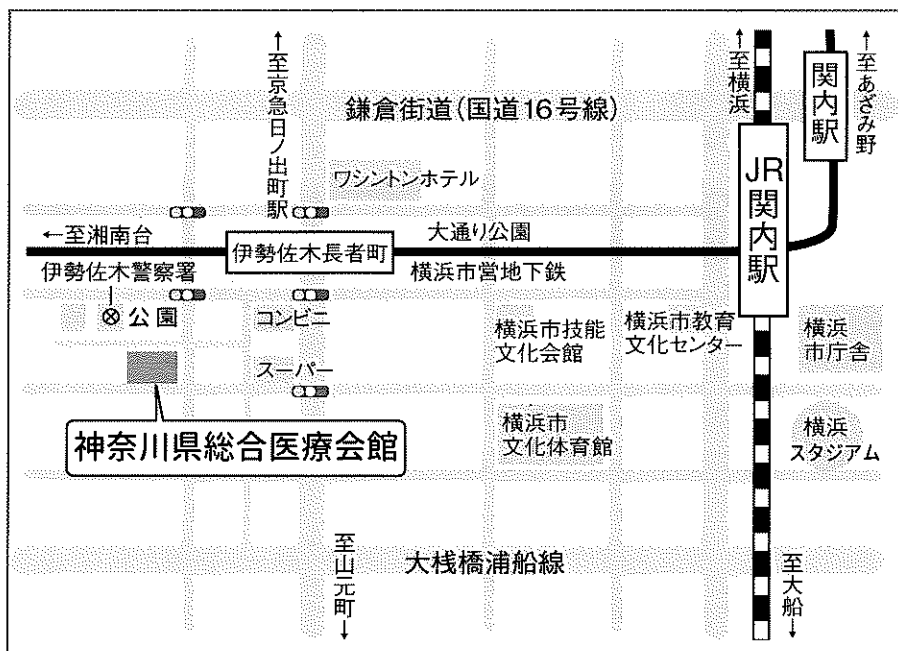 ←至京急日ノ出町駅
←至横浜
関内駅
←至あざみ野
鎌倉街道(国道16号線)
ワシントンホテル
JR関内駅
←至湘南台
伊勢佐木長者町
大通り公園
伊勢佐木警察署
横浜市営地下鉄
公園
コンビニ
横浜市技能
文化会館
横浜市教育
文化センター
横浜
市庁舎
スーパー
神奈川県総合医療会館
横浜市
文化体育館
横浜
スタジアム
至山元町→
大桟橋浦船線
至大船→